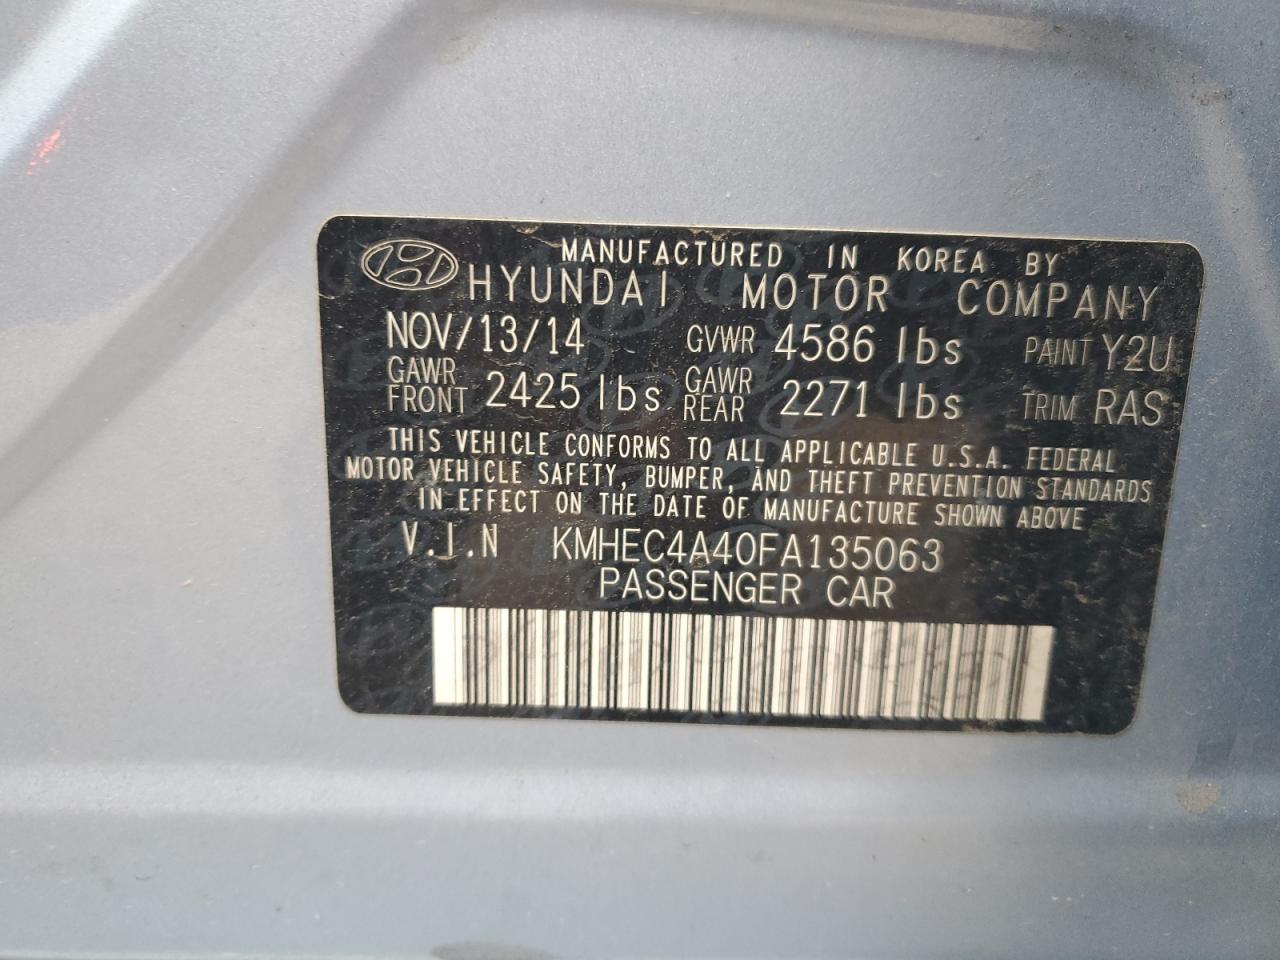 MANUFACTURED IN KOREA BY
HYUNDAI MOTOR COMPANY
NOV/13/14 GVWR 4586 lbs PAINT Y2U
GAWR FRONT 2425 lbs GAWR REAR 2271 lbs TRIM RAS
THIS VEHICLE CONFORMS TO ALL APPLICABLE U.S.A. FEDERAL
MOTOR VEHICLE SAFETY, BUMPER, AND THEFT PREVENTION STANDARDS
IN EFFECT ON THE DATE OF MANUFACTURE SHOWN ABOVE
V.I.N KMHEC4A40FA135063
PASSENGER CAR